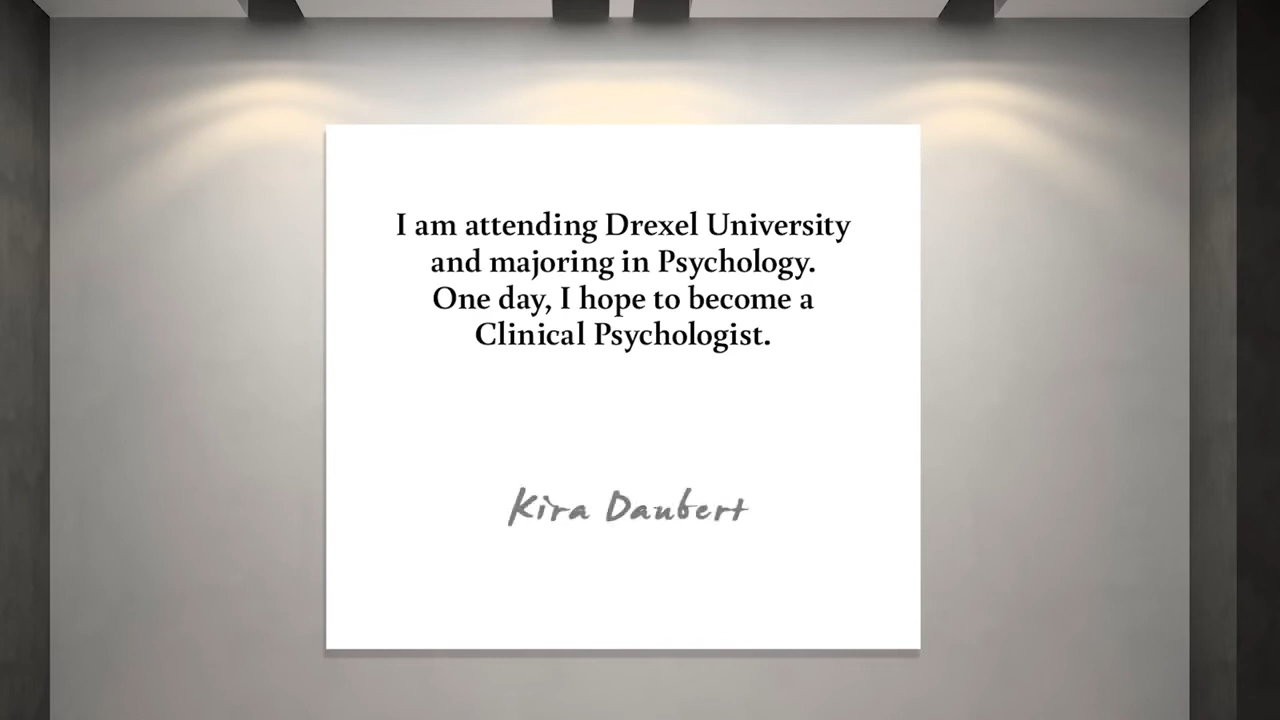 I am attending Drexel University
and majoring in Psychology.
One day, I hope to become a
Clinical Psychologist.
Kira Daubert